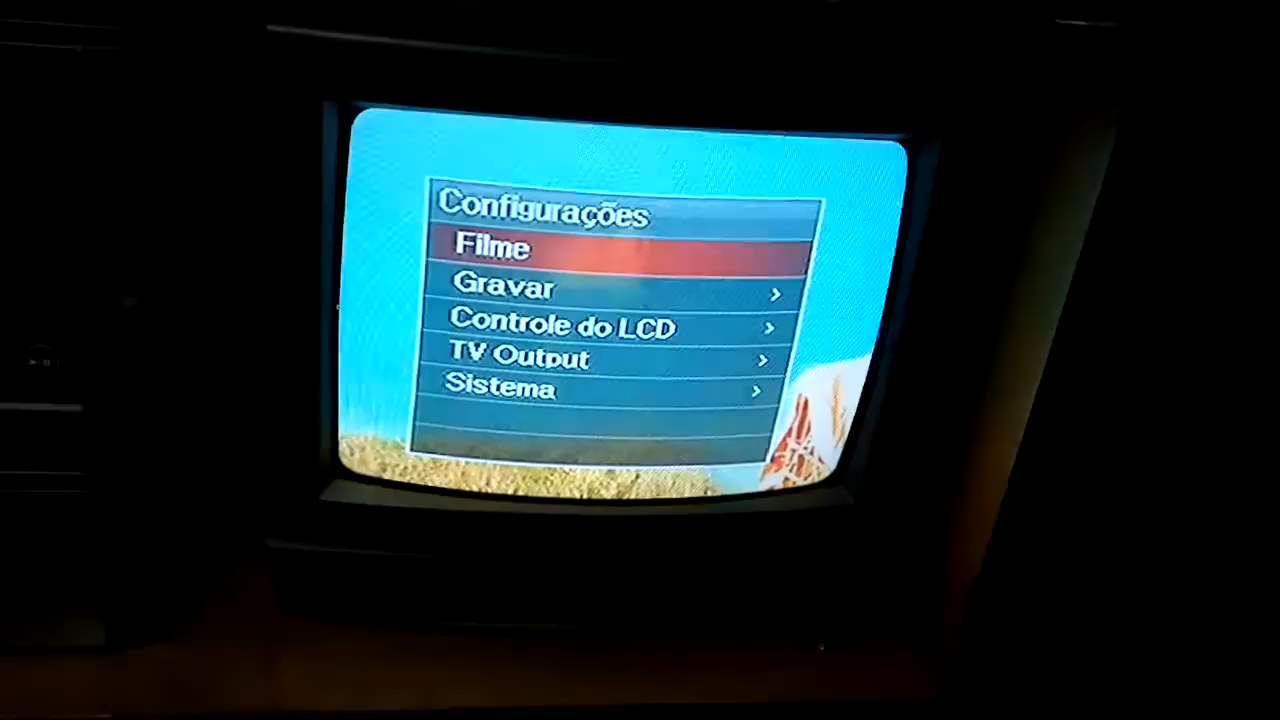 Configurações
Filme
Gravar
Controle do LCD
TV Output
Sistema